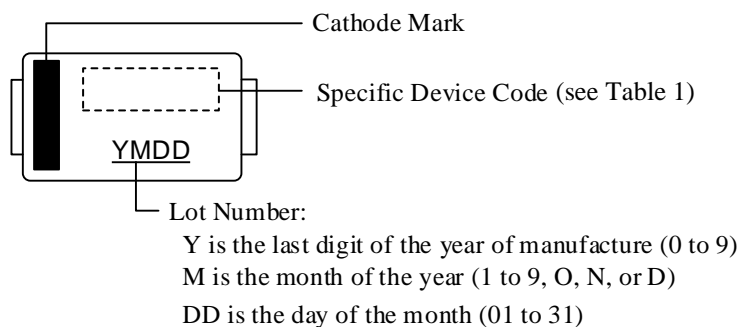 Cathode Mark
Specific Device Code (see Table 1)
YMDD
Lot Number:
Y is the last digit of the year of manufacture (0 to 9)
M is the month of the year (1 to 9, O, N, or D)
DD is the day of the month (01 to 31)